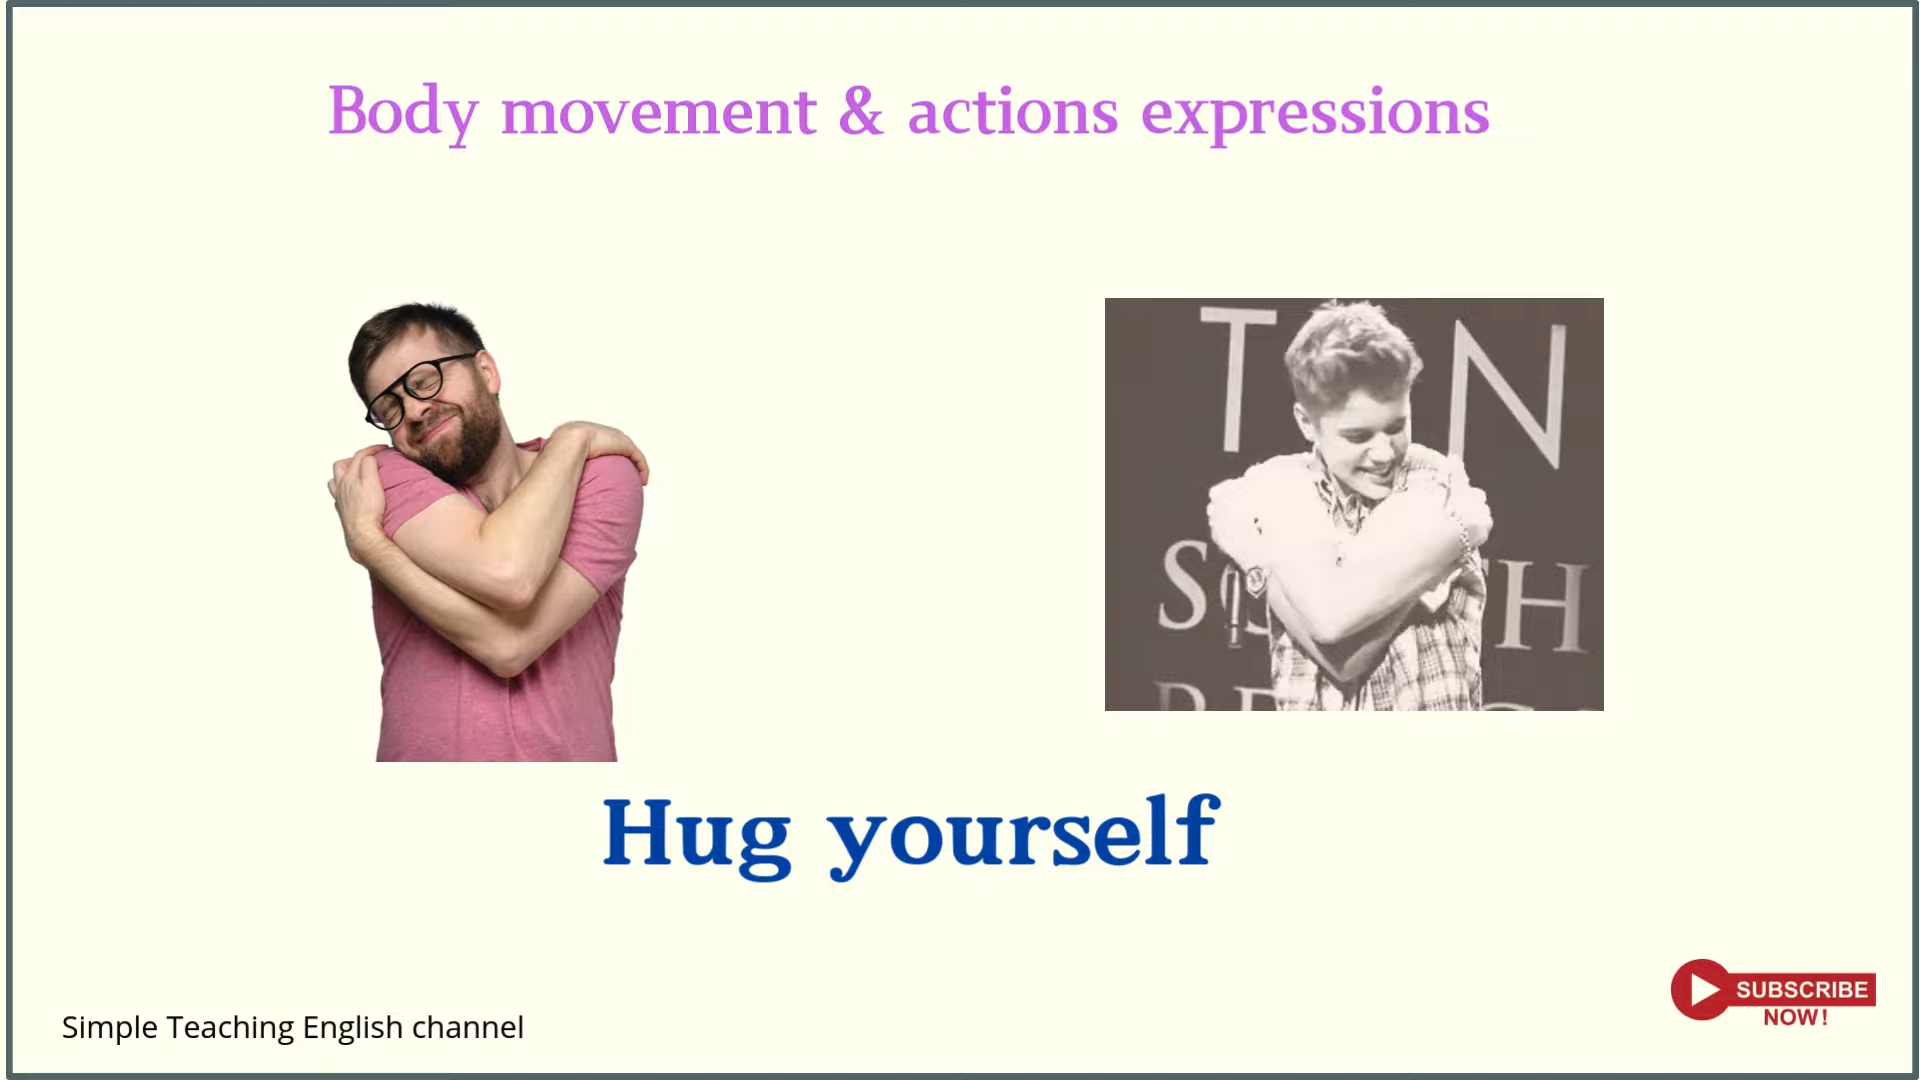 Body movement & actions expressions
T N
H
Hug yourself
SUBSCRIBE
NOW!
Simple Teaching English channel